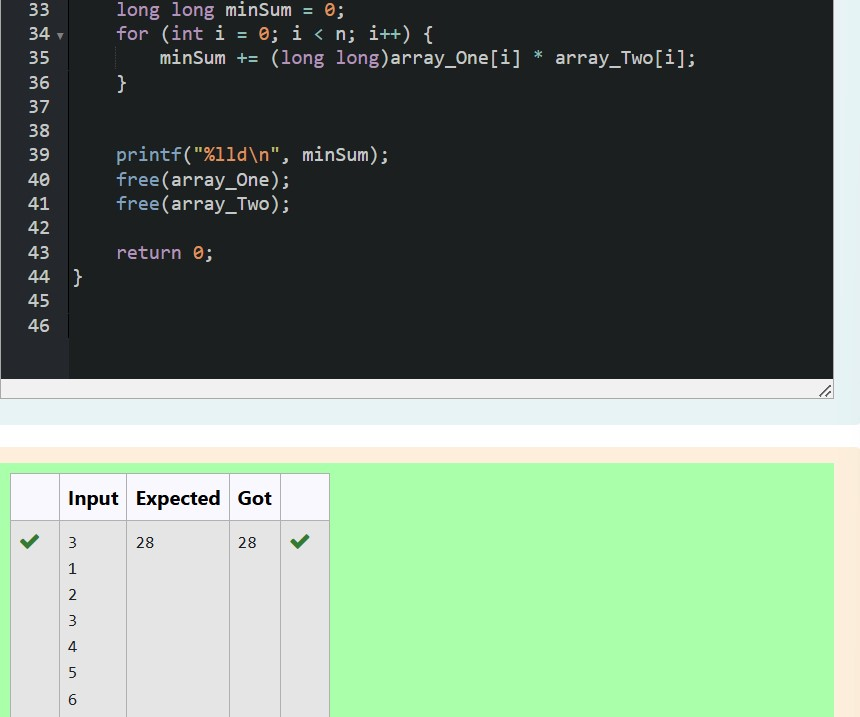 33 long long minSum = 0;
34 for (int i = 0; i < n; i++) {
35 minSum += (long long)array_One[i] * array_Two[i];
36 }
37
38
39 printf("%lld\n", minSum);
40 free(array_One);
41 free(array_Two);
42
43 return 0;
44 }
45
46
Input Expected Got
3 28 28
1
2
3
4
5
6